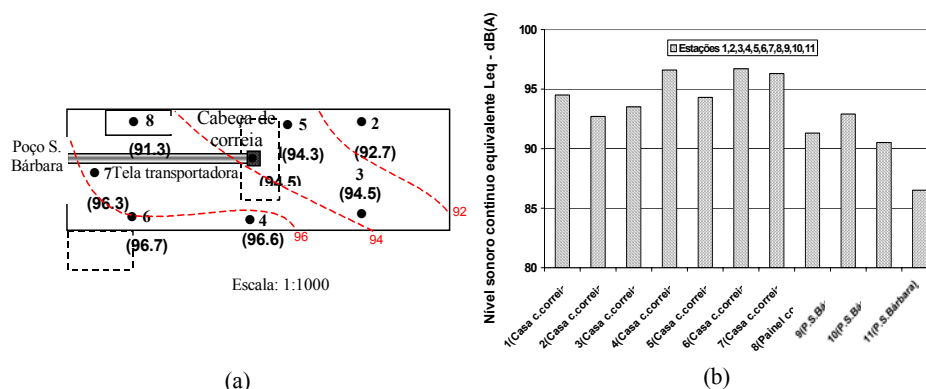 8
Cabeça de
correia
5
2
Poço S.
Bárbara
(91.3)
(94.3)
(92.7)
7Tela transportadora
(94.5)
3
(96.3)
(94.5)
6
4
92
(96.7)
(96.6)
96
94
Escala: 1:1000
(a)
Nível sonoro contínuo equivalente Leq - dB(A)
100
95
90
85
80
Estações 1,2,3,4,5,6,7,8,9,10,11
1(Casa c.correi
2(Casa c.correi
3(Casa c.correi
4(Casa c.correi
5(Casa c.correi
6(Casa c.correi
7(Casa c.correi
8(Painel cc
9(P.S.Bá
10(P.S.Bá
11(P.S.Bárbara)
(b)